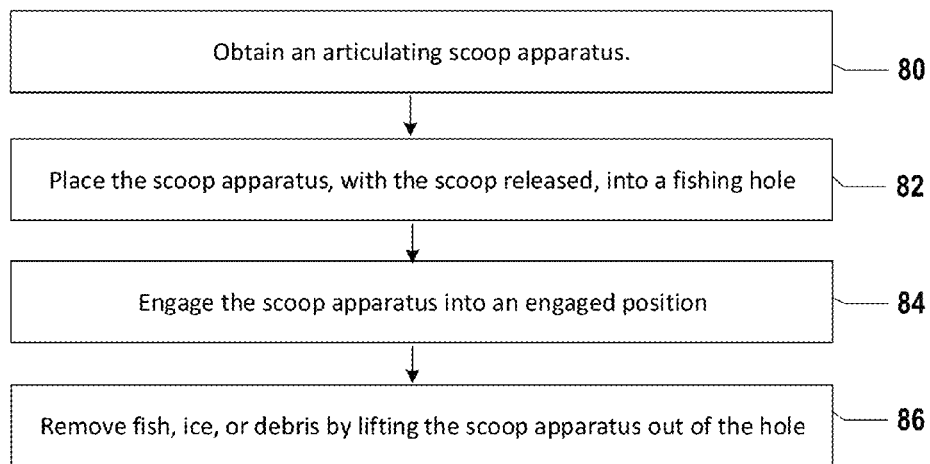 Obtain an articulating scoop apparatus.
80
Place the scoop apparatus, with the scoop released, into a fishing hole
82
Engage the scoop apparatus into an engaged position
84
Remove fish, ice, or debris by lifting the scoop apparatus out of the hole
86